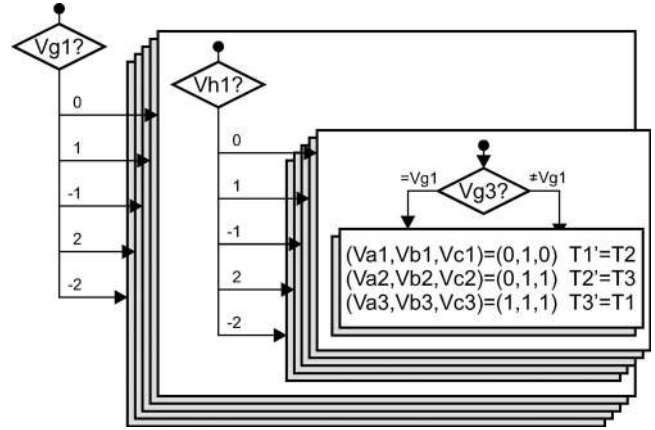 Vg1?
0
1
-1
2
-2
Vh1?
0
1
-1
2
-2
=Vg1
Vg3?
≠Vg1
(Va1,Vb1,Vc1)=(0,1,0) T1'=T2
(Va2,Vb2,Vc2)=(0,1,1) T2'=T3
(Va3,Vb3,Vc3)=(1,1,1) T3'=T1